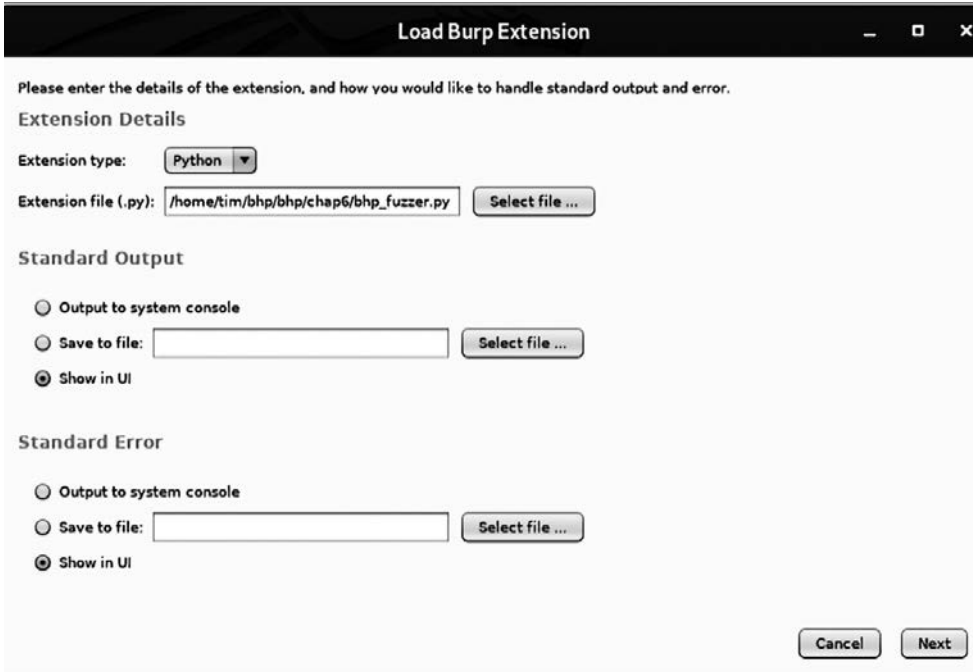 Load Burp Extension
Please enter the details of the extension, and how you would like to handle standard output and error.
Extension Details
Extension type: Python
Extension file (.py): /home/tim/bhp/bhp/chap6/bhp_fuzzer.py Select file ...
Standard Output
Output to system console
Save to file: Select file ...
Show in UI
Standard Error
Output to system console
Save to file: Select file ...
Show in UI
Cancel Next